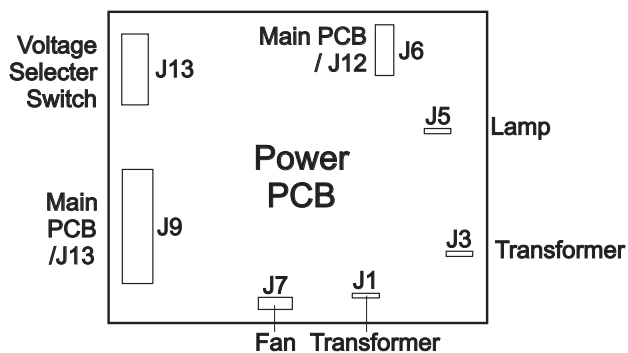 Voltage
Selecter
Switch
J13
Main PCB
/ J12
J6
J5
Lamp
Power
PCB
Main
PCB
/J13
J9
J3
Transformer
J7
J1
Fan
Transformer